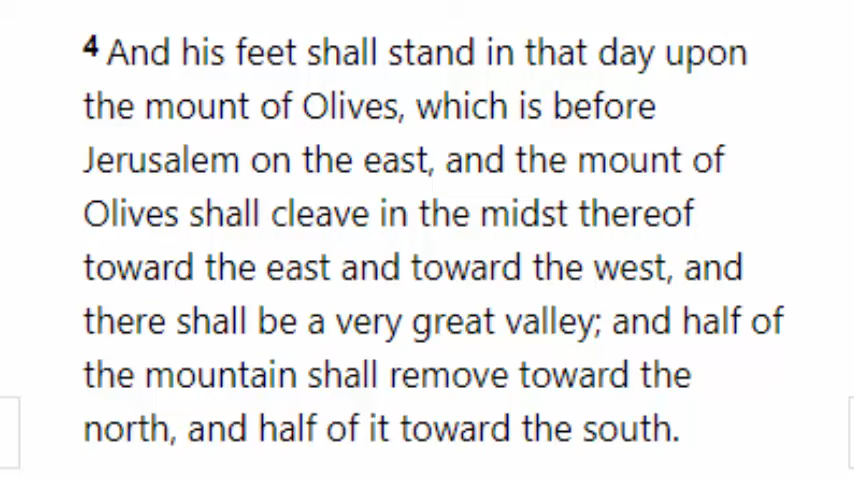 4 And his feet shall stand in that day upon
the mount of Olives, which is before
Jerusalem on the east, and the mount of
Olives shall cleave in the midst thereof
toward the east and toward the west, and
there shall be a very great valley; and half of
the mountain shall remove toward the
north, and half of it toward the south.